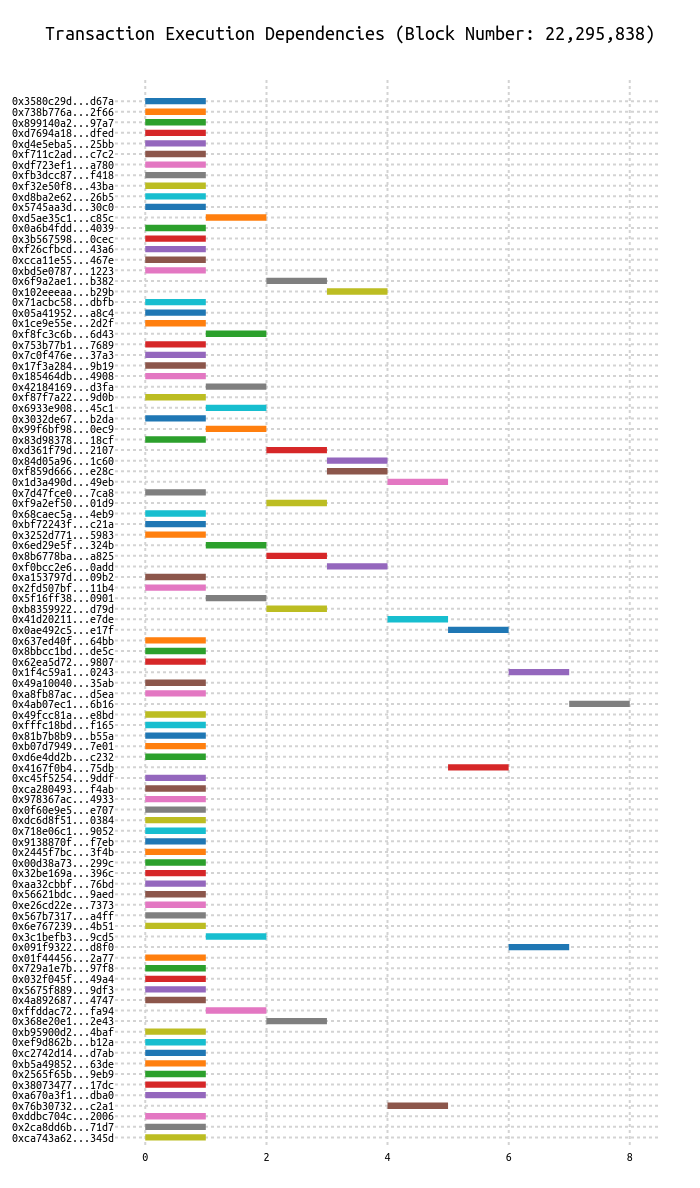 Transaction Execution Dependencies (Block Number: 22,295,838)
0x3580c29d...d67a
0x738b776a...2f66
0x899140a2...97a7
0xd7694a18...dfed
0xd4e5eba5...25bb
0xf711c2ad...c7c2
0xdf723ef1...a780
0xfb3dcc87...f418
0xf32e50f8...43ba
0xd8ba2e62...26b5
0x5745aa3d...30c0
0xd5ae35c1...c85c
0x0a6b4fdd...4039
0x3b567598...0cec
0xf26cfbcd...43a6
0xcca11e55...467e
0xbd5e0787...1223
0x6f9a2ae1...b382
0x102eeeaa...b29b
0x71acbc58...dbfb
0x05a41952...a8c4
0x1ce9e55e...2d2f
0xf8fc3c6b...6d43
0x753b77b1...7689
0x7c0f476e...37a3
0x17f3a284...9b19
0x185464db...4908
0x42184169...d3fa
0xf87f7a22...9d0b
0x6933e908...45c1
0x3032de67...b2da
0x99f6bf98...0ec9
0x83d98378...18cf
0xd361f79d...2107
0x84d05a96...1c60
0xf859d666...e28c
0x1d3a490d...49eb
0x7d47fce0...7ca8
0xf9a2ef50...01d9
0x68caec5a...4eb9
0xbf72243f...c21a
0x3252d771...5983
0x6ed29e5f...324b
0x8b6778ba...a825
0xf0bcc2e6...0add
0xa153797d...09b2
0x2fd507bf...11b4
0x5f16ff38...0901
0xb8359922...d79d
0x41d20211...e7de
0x0ae492c5...e17f
0x637ed40f...64bb
0x8bbcc1bd...de5c
0x62ea5d72...9807
0x1f4c59a1...0243
0x49a10040...35ab
0xa8fb87ac...d5ea
0x4ab07ec1...6b16
0x49fcc81a...e8bd
0xfffc18bd...f165
0x81b7b8b9...b55a
0xb07d7949...7e01
0xd6e4dd2b...c232
0x4167f0b4...75db
0xc45f5254...9ddf
0xca280493...f4ab
0x978367ac...4933
0x0f60e9e5...e707
0xdc6d8f51...0384
0x718e06c1...9052
0x9138870f...f7eb
0x2445f7bc...3f4b
0x00d38a73...299c
0x32be169a...396c
0xaa32cbbf...76bd
0x56621bdc...9aed
0xe26cd22e...7373
0x567b7317...a4ff
0x6e767239...4b51
0x3c1befb3...9cd5
0x091f9322...d8f0
0x01f44456...2a77
0x729a1e7b...97f8
0x032f045f...49a4
0x5675f889...9df3
0x4a892687...4747
0xffddac72...fa94
0x368e20e1...2e43
0xb95900d2...4baf
0xef9d862b...b12a
0xc2742d14...d7ab
0xb5a49852...63de
0x2565f65b...9eb9
0x38073477...17dc
0xa670a3f1...dba0
0x76b30732...c2a1
0xddbc704c...2006
0x2ca8dd6b...71d7
0xca743a62...345d
0 2 4 6 8